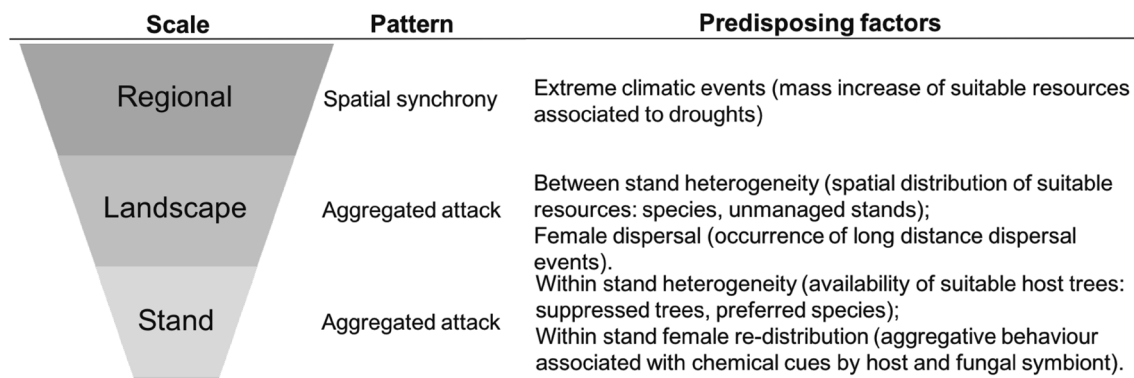 Scale Pattern Predisposing factors
Regional
Spatial synchrony
Extreme climatic events (mass increase of suitable resources
associated to droughts)
Landscape
Aggregated attack
Between stand heterogeneity (spatial distribution of suitable
resources: species, unmanaged stands);
Female dispersal (occurrence of long distance dispersal
events).
Stand
Aggregated attack
Within stand heterogeneity (availability of suitable host trees:
suppressed trees, preferred species);
Within stand female re-distribution (aggregative behaviour
associated with chemical cues by host and fungal symbiont).